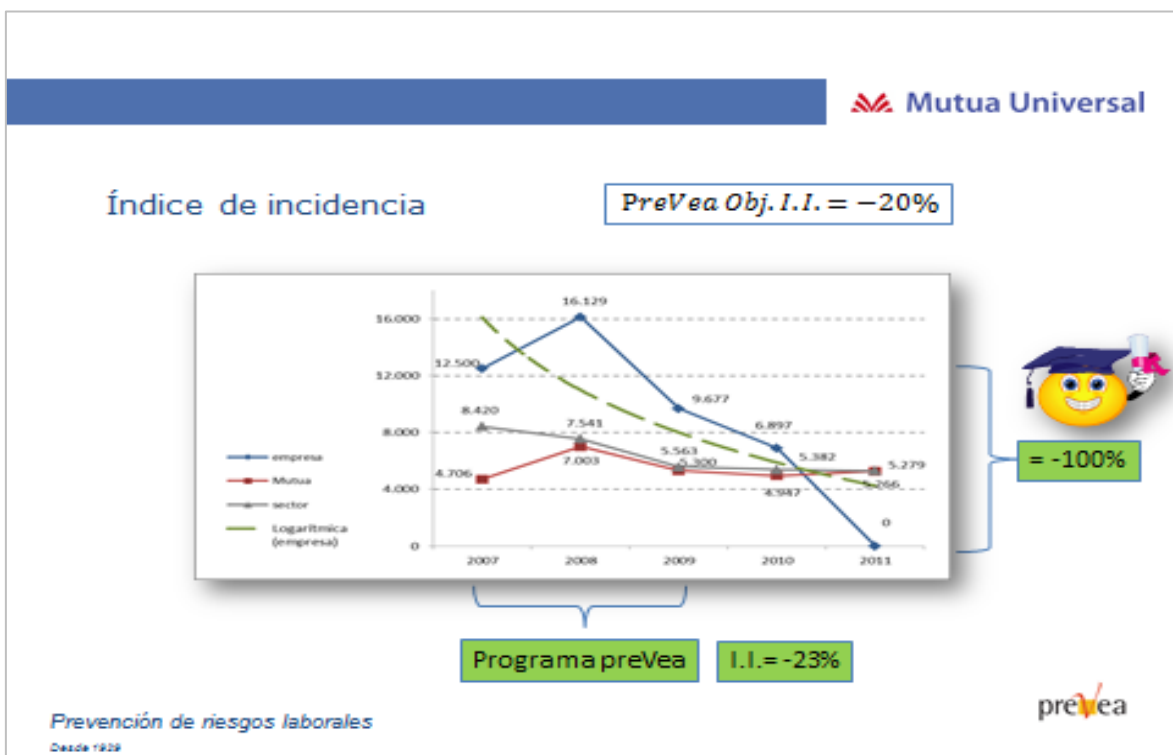 Mutua Universal
Índice de incidencia
PreVea Obj. I.I. = −20%
16.129
16.000
12.500
12.000
9.677
8.420
8.000
7.541
6.897
5.563
5.382
5.300
5.279
7.003
4.706
4.947
5.266
4.000
0
0
empresa
Mutua
sector
Logarítmica
(empresa)
2007 2008 2009 2010 2011
= -100%
Programa preVea
I.I.= -23%
Prevención de riesgos laborales
Desde 1929
preVea